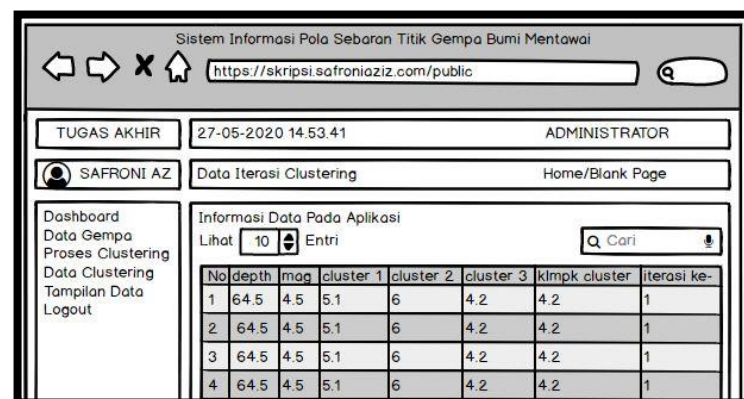 Sistem Informasi Pola Sebaran Titik Gempa Bumi Mentawai
https://skripsi.safroniaziz.com/public
TUGAS AKHIR
27-05-2020 14.53.41 ADMINISTRATOR
SAFRONI AZ
Data Iterasi Clustering Home/Blank Page
Dashboard
Data Gempa
Proses Clustering
Data Clustering
Tampilan Data
Logout
Informasi Data Pada Aplikasi
Lihat 10 Entri Cari
No depth mag cluster 1 cluster 2 cluster 3 klmpk cluster iterasi ke-
1 64.5 4.5 5.1 6 4.2 4.2 1
2 64.5 4.5 5.1 6 4.2 4.2 1
3 64.5 4.5 5.1 6 4.2 4.2 1
4 64.5 4.5 5.1 6 4.2 4.2 1